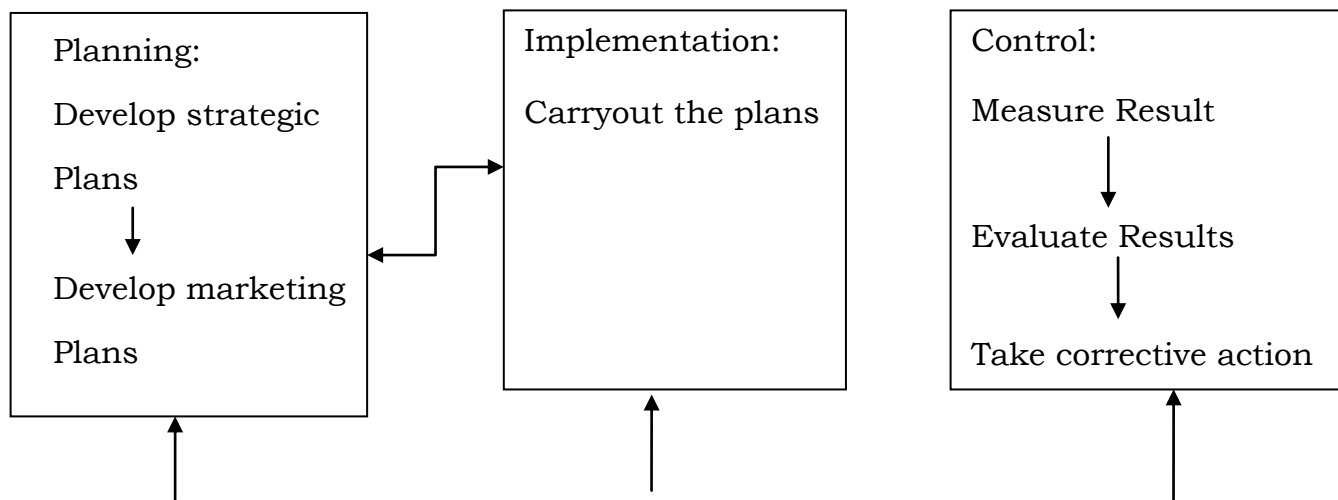 Planning:
Develop strategic
Plans
Develop marketing
Plans
Implementation:
Carryout the plans
Control:
Measure Result
Evaluate Results
Take corrective action